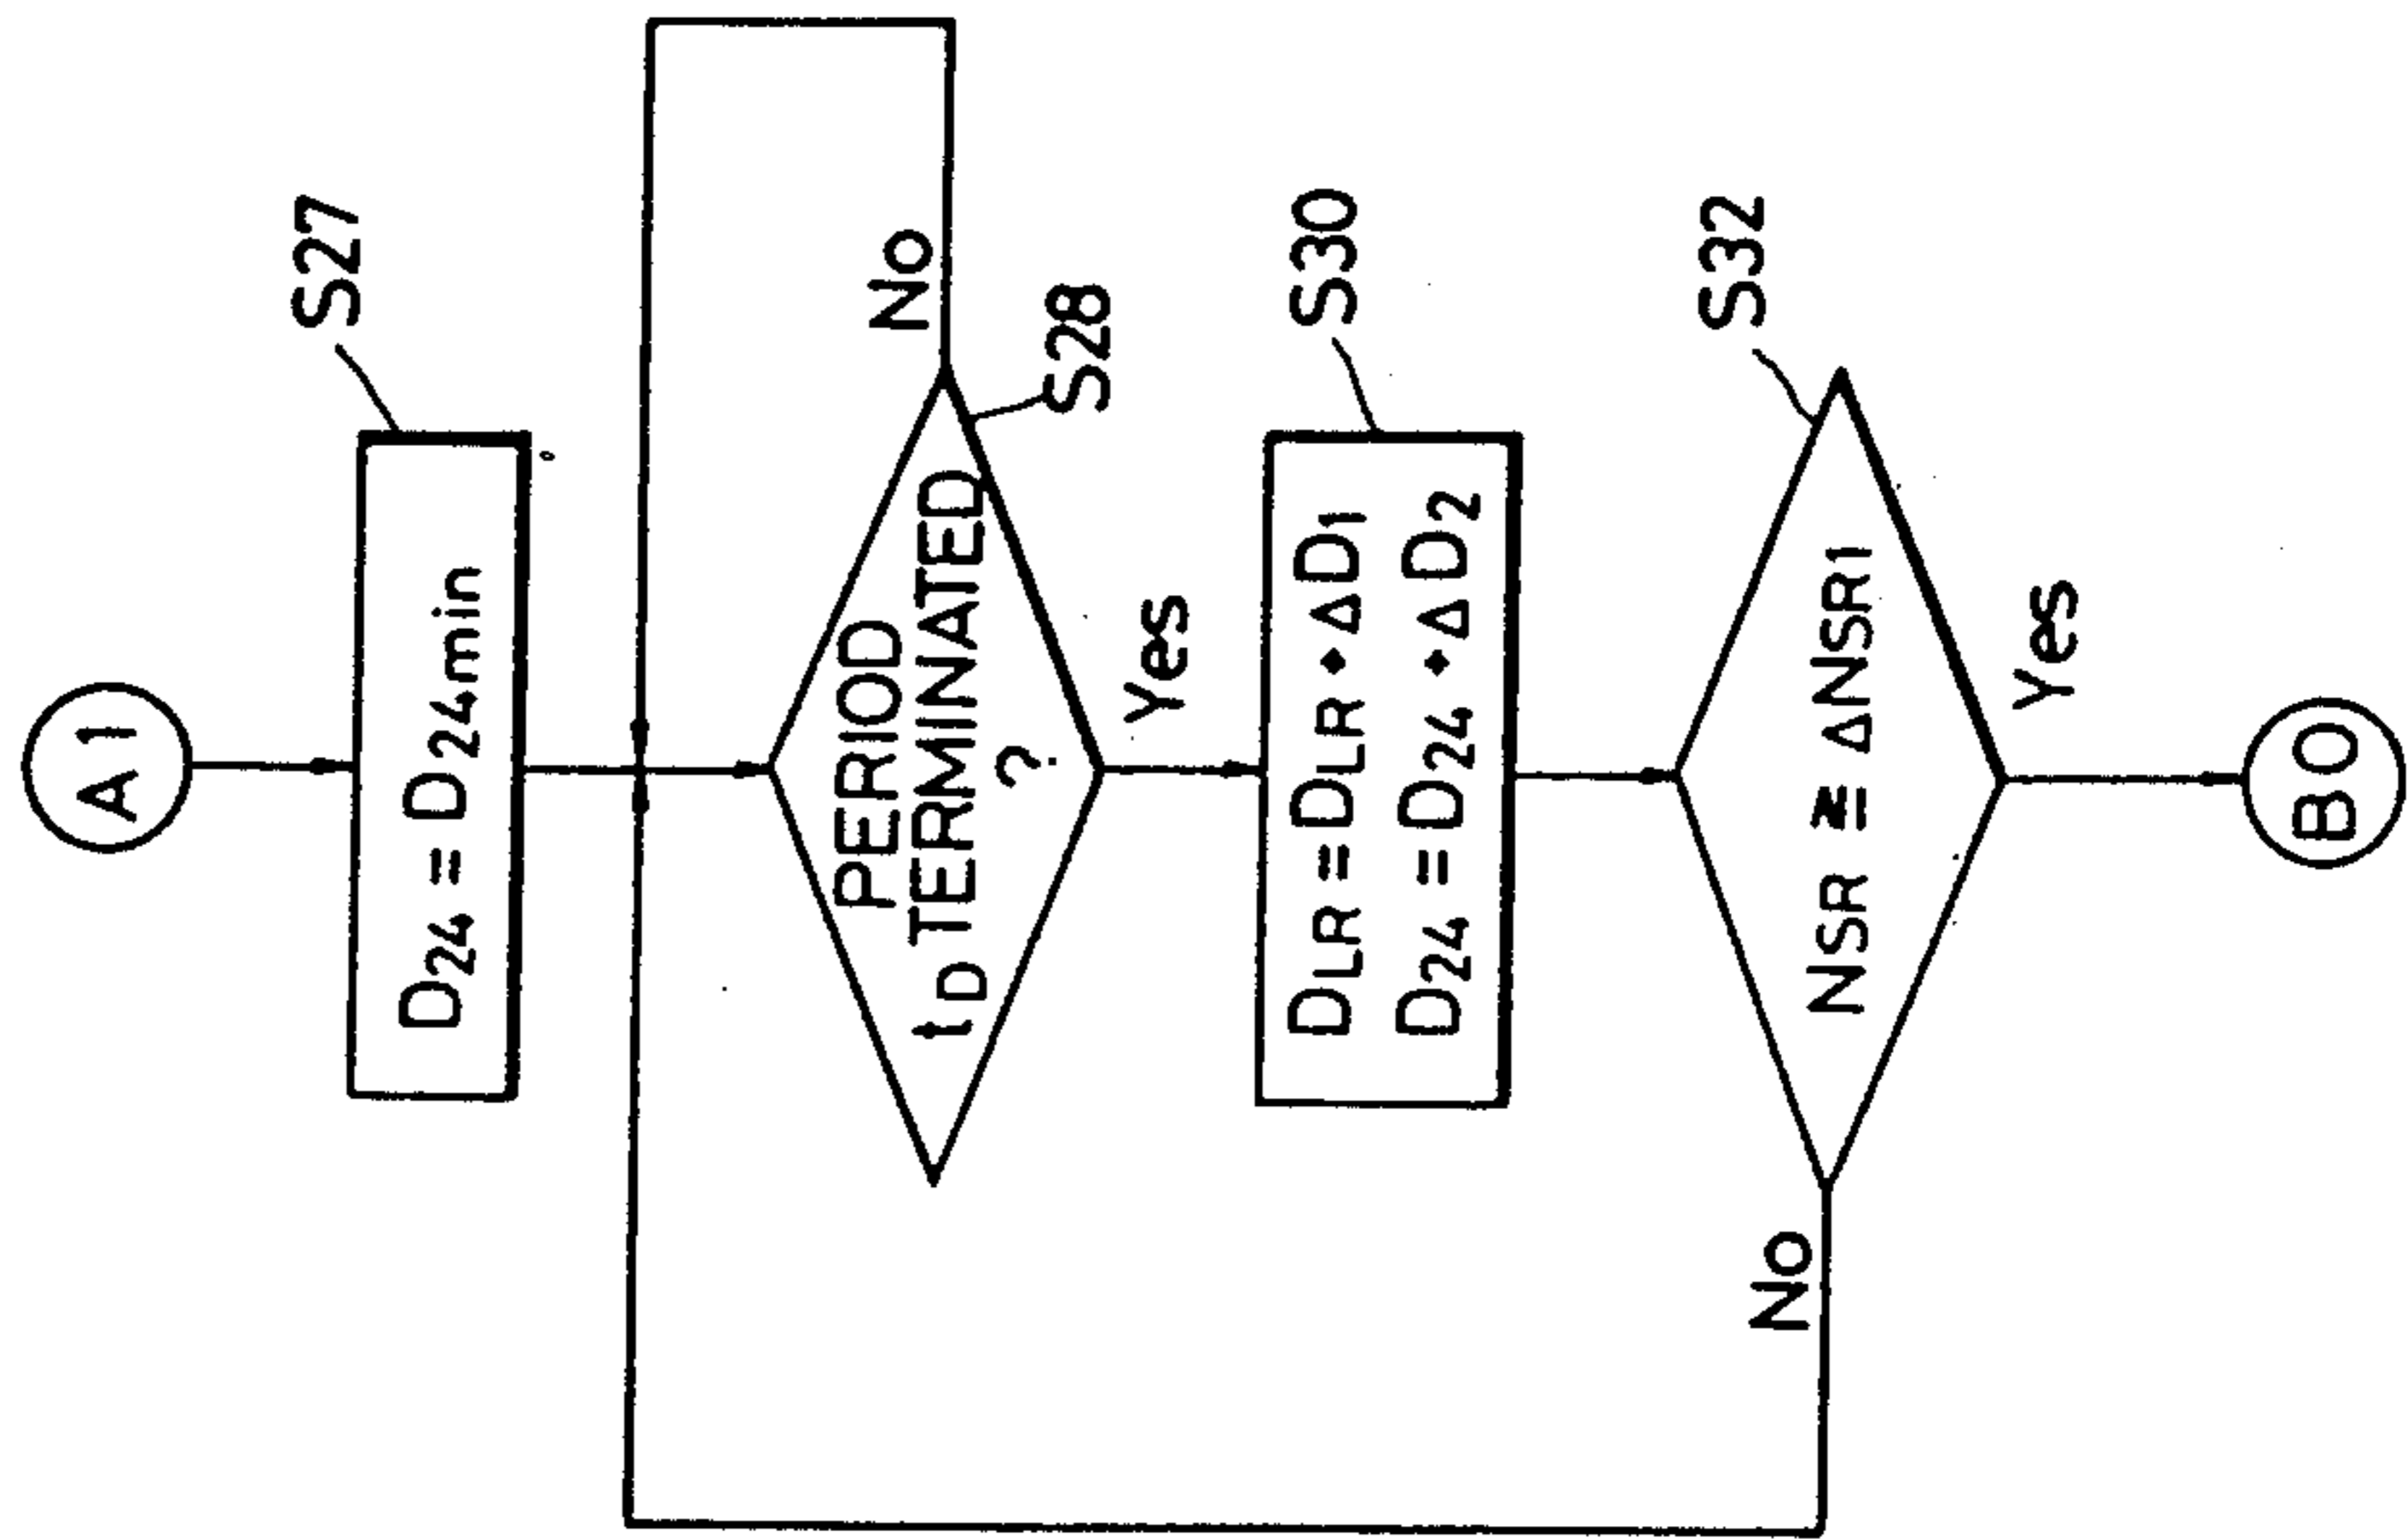 A1
S27
D24 = D24min
No
S28
PERIOD
tD TERMINATED
?
Yes
S30
DLR = DLR • ΔD1
D24 = D24 • ΔD2
S32
NSR ≧ ΔNSR1
No
Yes
B0